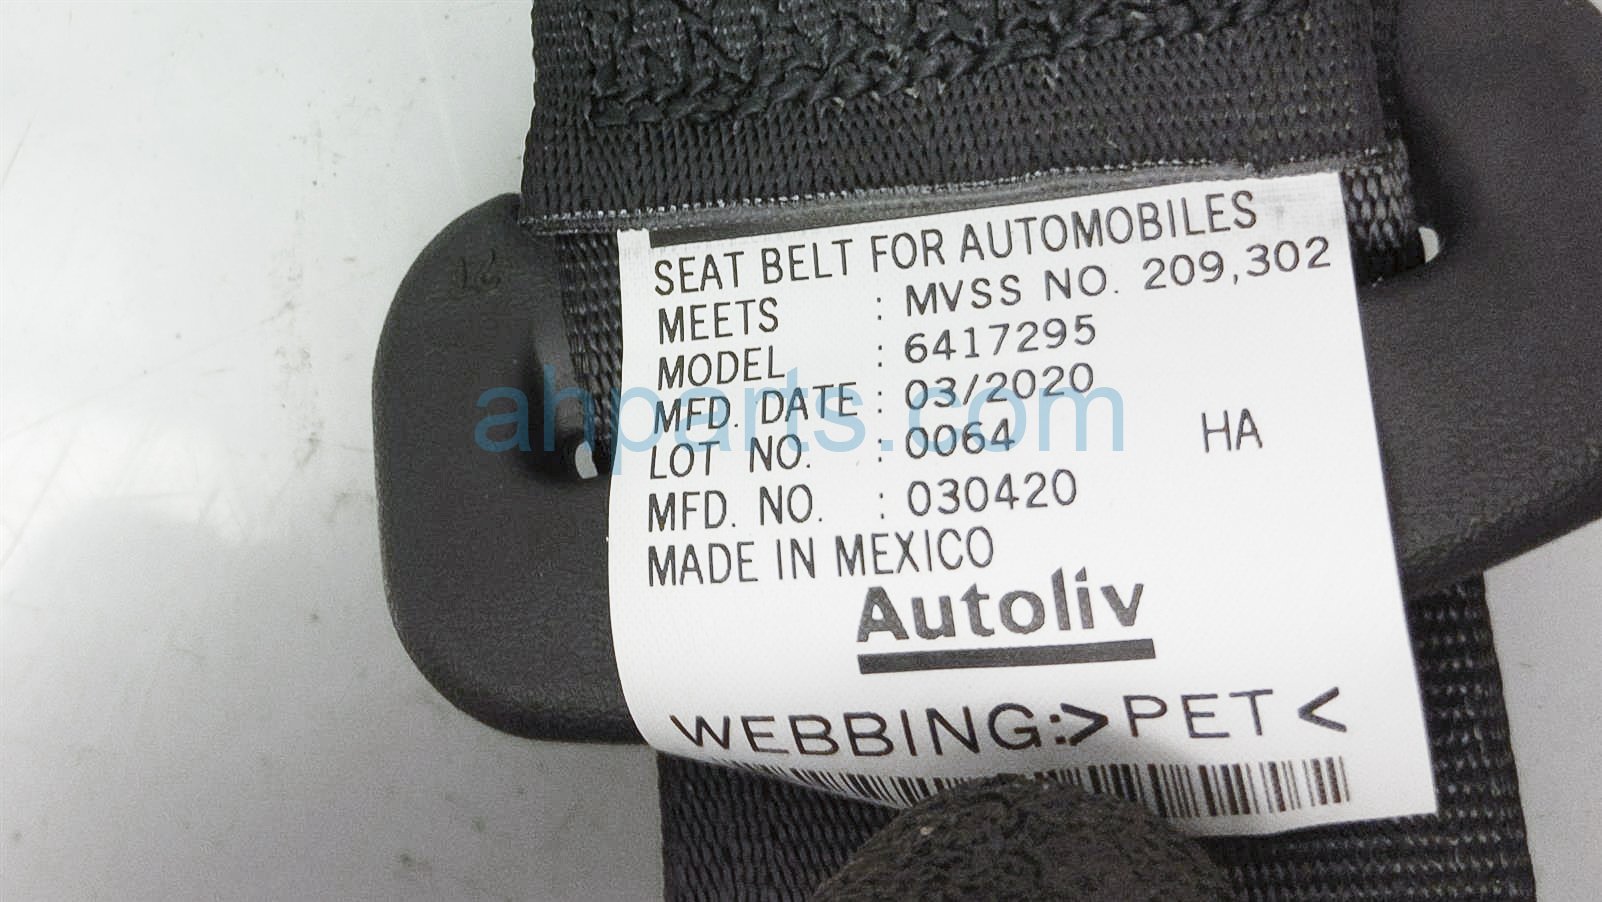 SEAT BELT FOR AUTOMOBILES
MEETS : MVSS NO. 209,302
MODEL : 6417295
MFD. DATE : 03/2020
LOT NO. : 0064 HA
MFD. NO. : 030420
MADE IN MEXICO
Autoliv
WEBBING:>PET<
ahparts.com